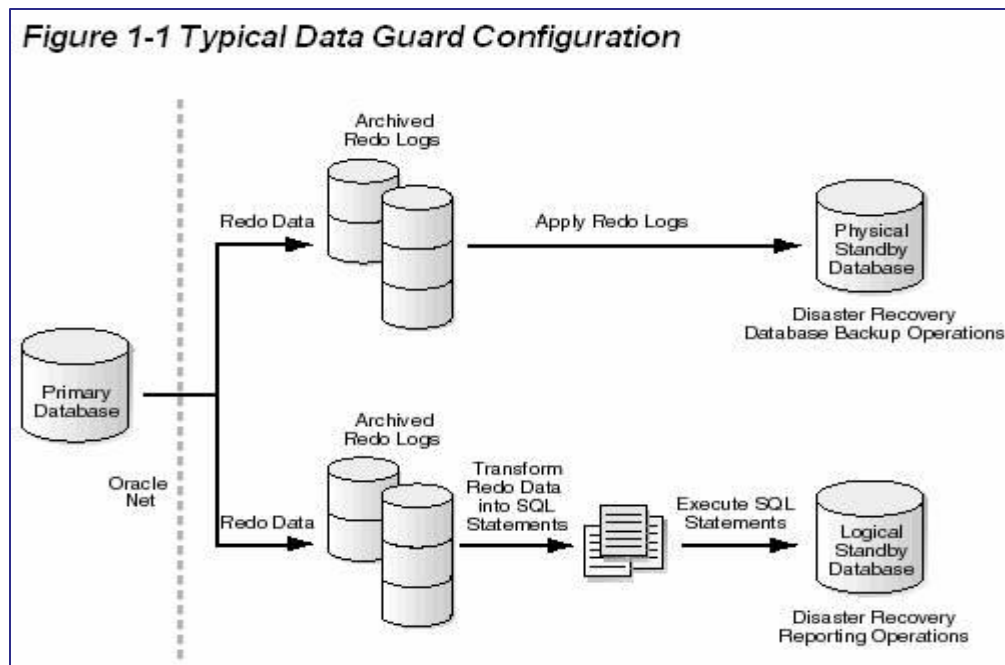 Figure 1-1 Typical Data Guard Configuration
Archived
Redo Logs
Redo Data
Apply Redo Logs
Physical
Standby
Database
Disaster Recovery
Database Backup Operations
Primary
Database
Oracle
Net
Archived
Redo Logs
Redo Data
Transform
Redo Data
into SQL
Statements
Execute SQL
Statements
Logical
Standby
Database
Disaster Recovery
Reporting Operations